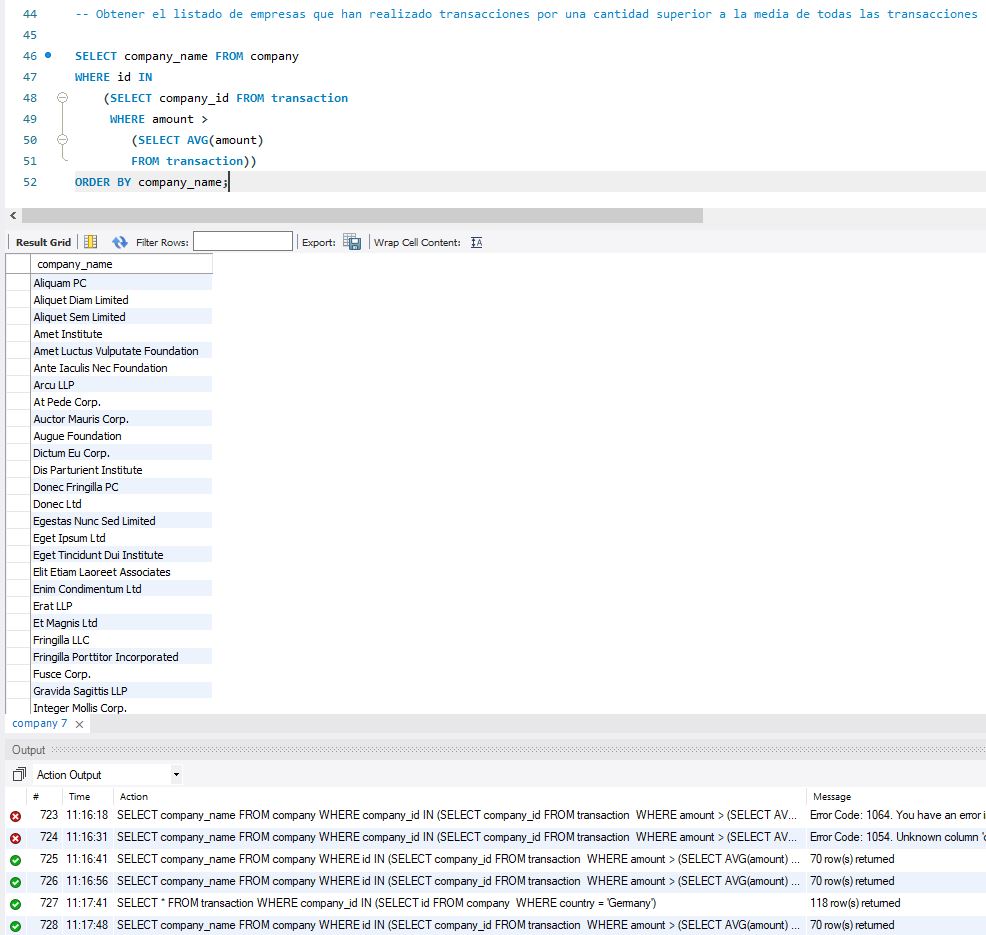 44 -- Obtener el listado de empresas que han realizado transacciones por una cantidad superior a la media de todas las transacciones
45
46 SELECT company_name FROM company
47 WHERE id IN
48 (SELECT company_id FROM transaction
49 WHERE amount >
50 (SELECT AVG(amount)
51 FROM transaction))
52 ORDER BY company_name;
Result Grid Filter Rows: Export: Wrap Cell Content: IA
company_name
Aliquam PC
Aliquet Diam Limited
Aliquet Sem Limited
Amet Institute
Amet Luctus Vulputate Foundation
Ante Iaculis Nec Foundation
Arcu LLP
At Pede Corp.
Auctor Mauris Corp.
Augue Foundation
Dictum Eu Corp.
Dis Parturient Institute
Donec Fringilla PC
Donec Ltd
Egestas Nunc Sed Limited
Eget Ipsum Ltd
Eget Tincidunt Dui Institute
Elit Etiam Laoreet Associates
Enim Condimentum Ltd
Erat LLP
Et Magnis Ltd
Fringilla LLC
Fringilla Porttitor Incorporated
Fusce Corp.
Gravida Sagittis LLP
Integer Mollis Corp.
company 7
Output
Action Output
# Time Action Message
723 11:16:18 SELECT company_name FROM company WHERE company_id IN (SELECT company_id FROM transaction WHERE amount > (SELECT AV... Error Code: 1064. You have an error i
724 11:16:31 SELECT company_name FROM company WHERE company_id IN (SELECT company_id FROM transaction WHERE amount > (SELECT AV... Error Code: 1054. Unknown column 'c
725 11:16:41 SELECT company_name FROM company WHERE id IN (SELECT company_id FROM transaction WHERE amount > (SELECT AVG(amount) ... 70 row(s) returned
726 11:16:56 SELECT company_name FROM company WHERE id IN (SELECT company_id FROM transaction WHERE amount > (SELECT AVG(amount) ... 70 row(s) returned
727 11:17:41 SELECT * FROM transaction WHERE company_id IN (SELECT id FROM company WHERE country = 'Germany') 118 row(s) returned
728 11:17:48 SELECT company_name FROM company WHERE id IN (SELECT company_id FROM transaction WHERE amount > (SELECT AVG(amount) ... 70 row(s) returned